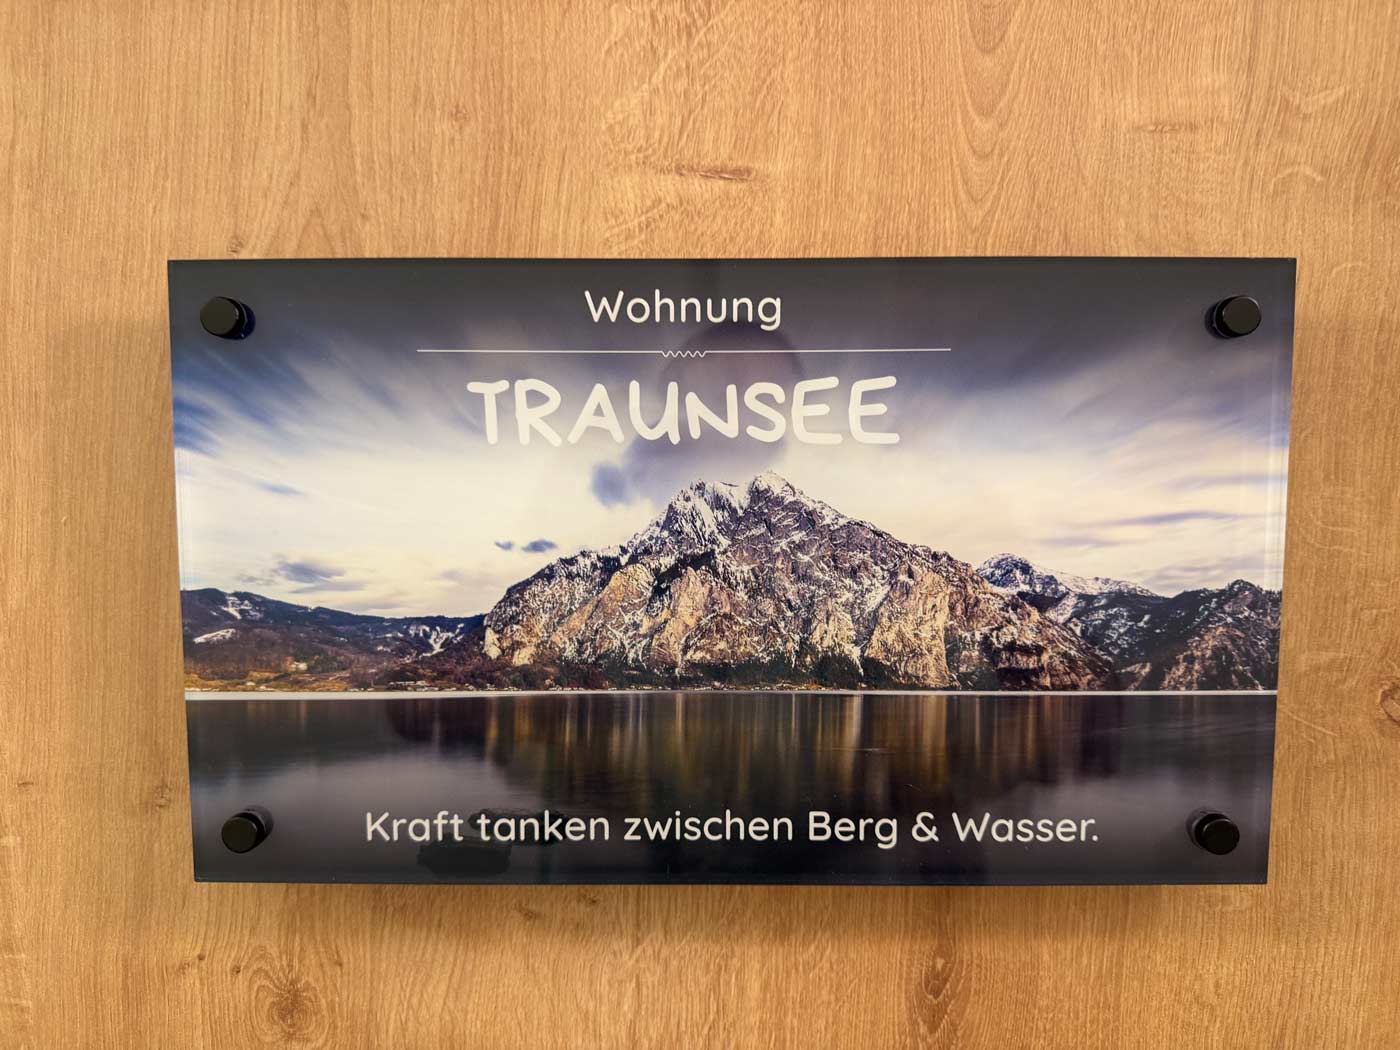 Wohnung
TRAUNSEE
Kraft tanken zwischen Berg & Wasser.